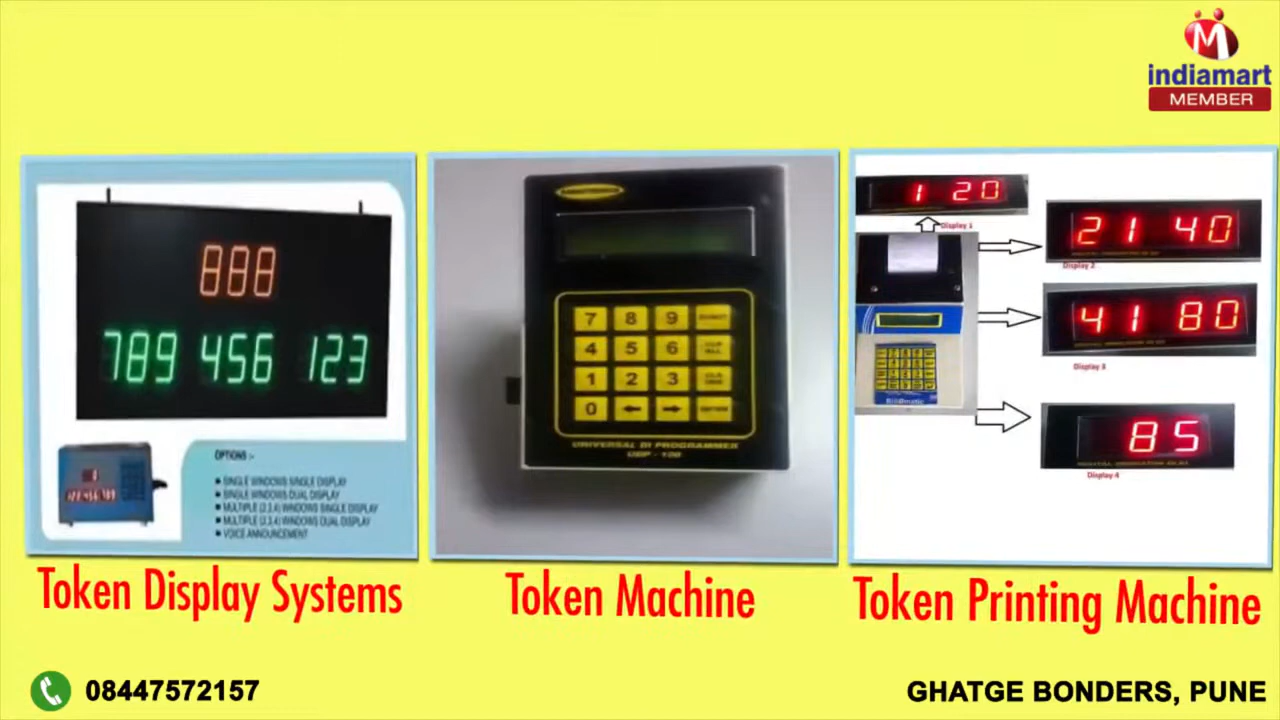 indiamart
MEMBER
888
789 456 123
OPTIONS :-
SINGLE WINDOWS SINGLE DISPLAY
SINGLE WINDOWS DUAL DISPLAY
MULTIPLE (2,3,4) WINDOWS SINGLE DISPLAY
MULTIPLE (2,3,4) WINDOWS DUAL DISPLAY
VOICE ANNOUNCEMENT
7 8 9
4 5 6
1 2 3
0 ← →
UNIVERSAL DI PROGRAMMER
UDP - 100
1 20
Display 1
21 40
Display 2
41 80
Display 3
85
Display 4
Token Display Systems
Token Machine
Token Printing Machine
08447572157
GHATGE BONDERS, PUNE